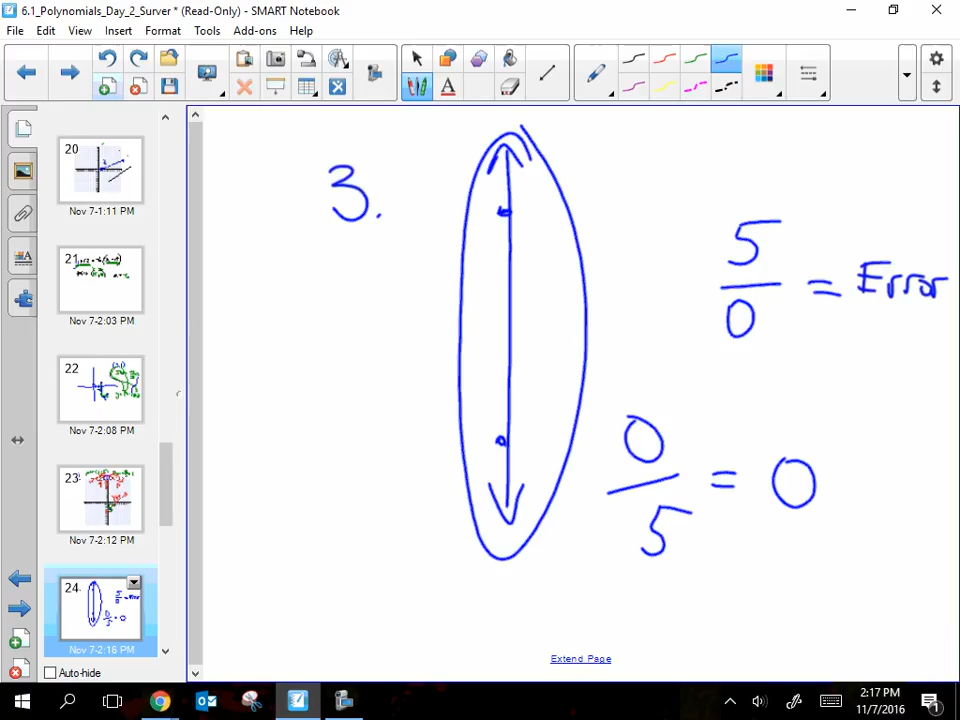 6.1_Polynomials_Day_2_Surver * (Read-Only) - SMART Notebook
File Edit View Insert Format Tools Add-ons Help
20
Nov 7-1:11 PM
21
Nov 7-2:03 PM
22
Nov 7-2:08 PM
23
Nov 7-2:12 PM
24
Nov 7-2:16 PM
Auto-hide
3.
5/0 = Error
0/5 = 0
Extend Page
2:17 PM
11/7/2016
1